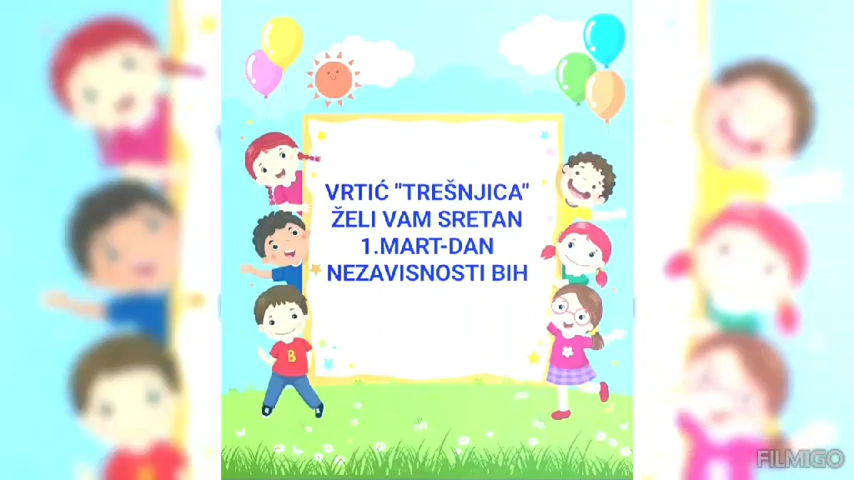 VRTIĆ "TREŠNJICA"
ŽELI VAM SRETAN
1.MART-DAN
NEZAVISNOSTI BIH
B
FILMIGO